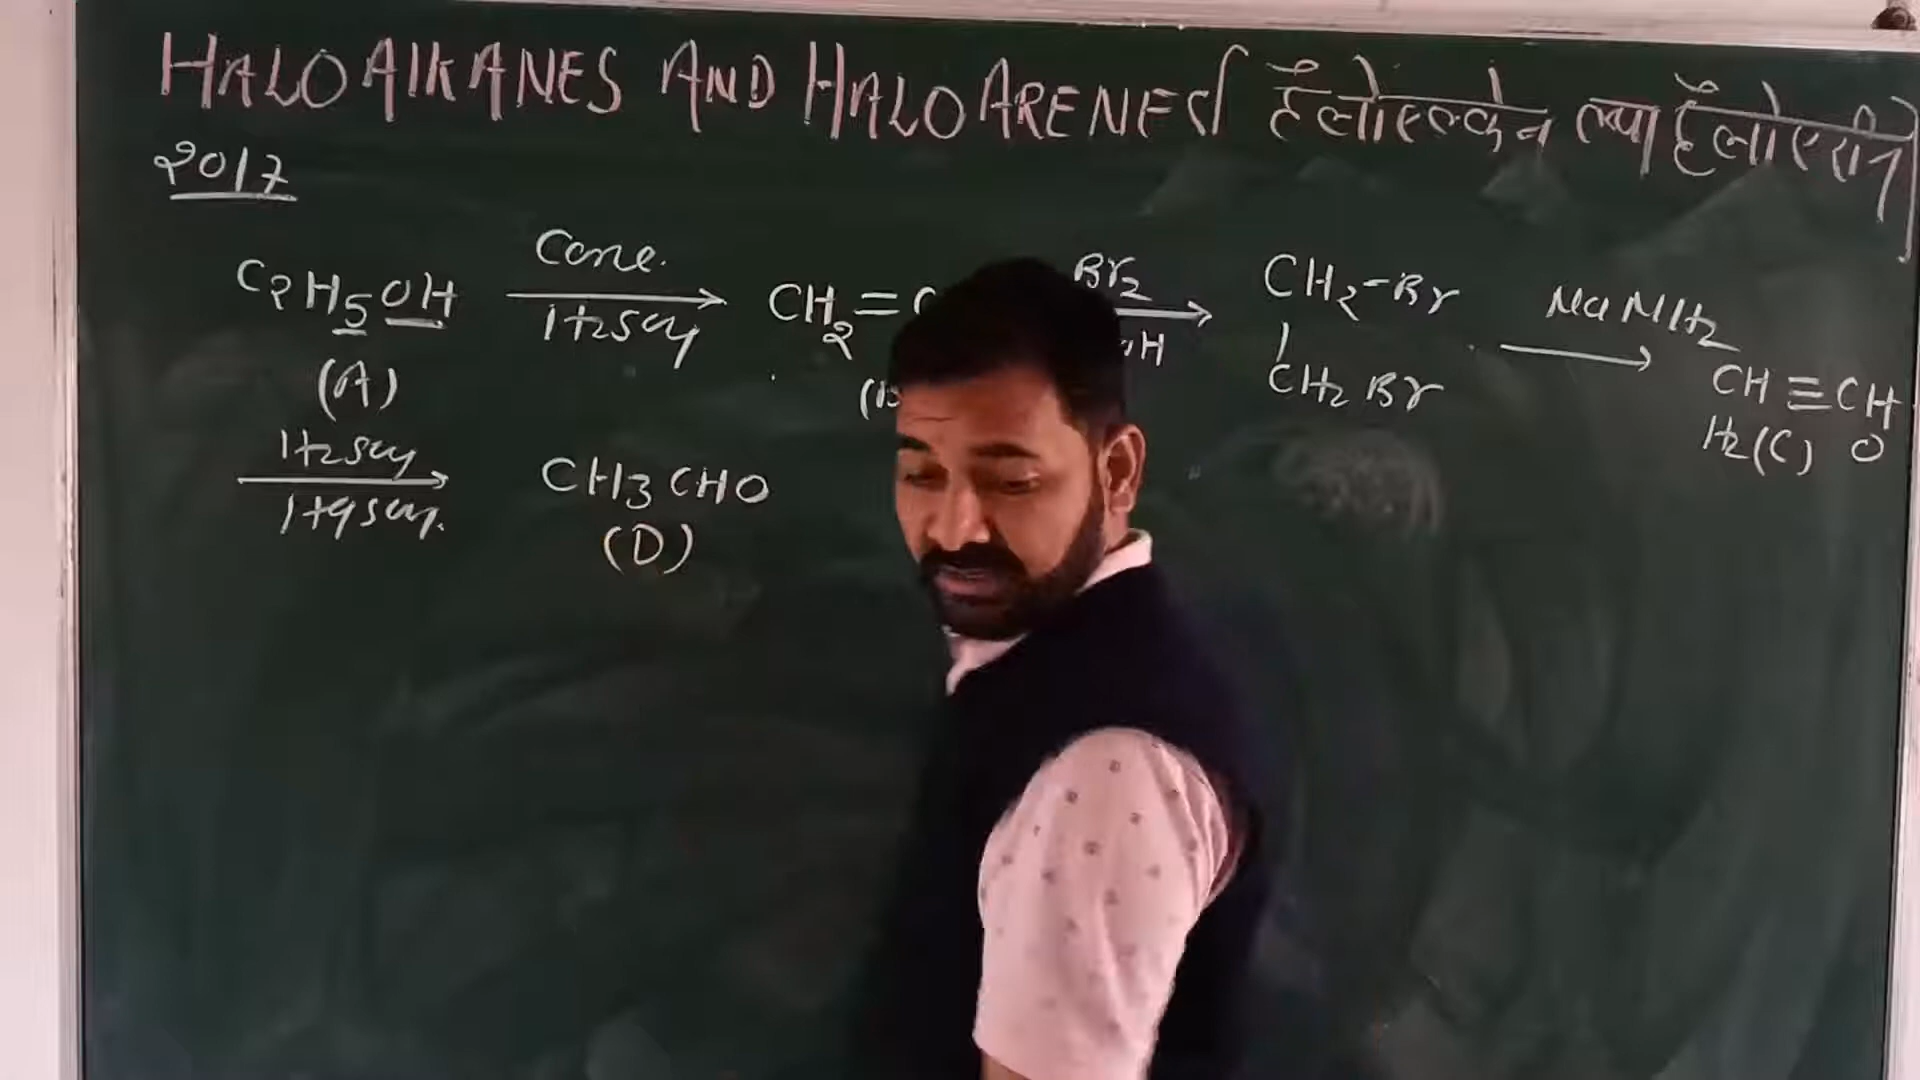 HALOALKANES AND HALOARENES हैलोएल्केन तथा हैलोएरीन]
2017
C2H5OH Conc. H2SO4 → CH2= Br2 → CH2-Br NaNH2 → CH≡CH
(A) CH2Br H2(C) O
H2SO4 → CH3CHO
HgSO4. (D)